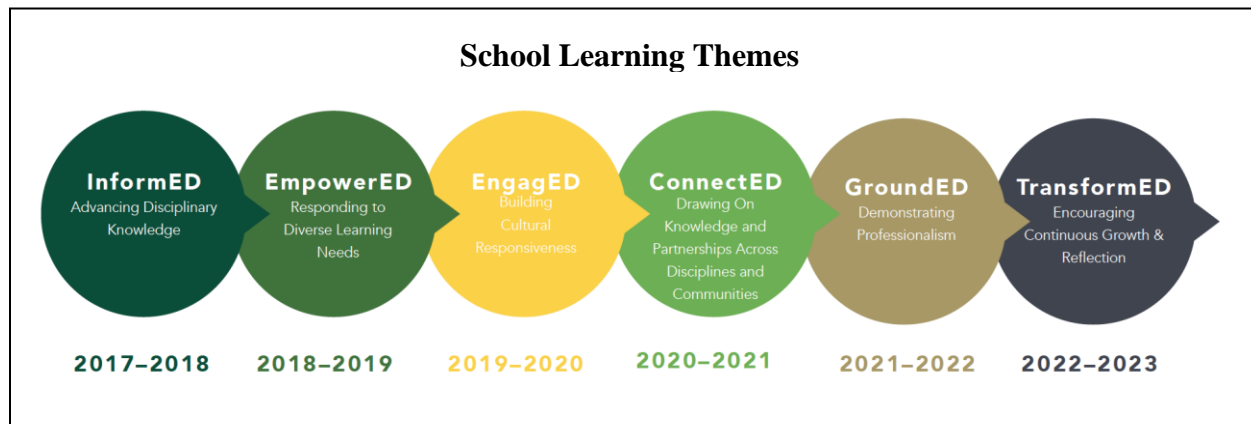 School Learning Themes
InformED
Advancing Disciplinary
Knowledge
EmpowerED
Responding to
Diverse Learning
Needs
EngagED
Building
Cultural
Responsiveness
ConnectED
Drawing On
Knowledge and
Partnerships Across
Disciplines and
Communities
GroundED
Demonstrating
Professionalism
TransformED
Encouraging
Continuous Growth &
Reflection
2017–2018
2018–2019
2019–2020
2020–2021
2021–2022
2022–2023